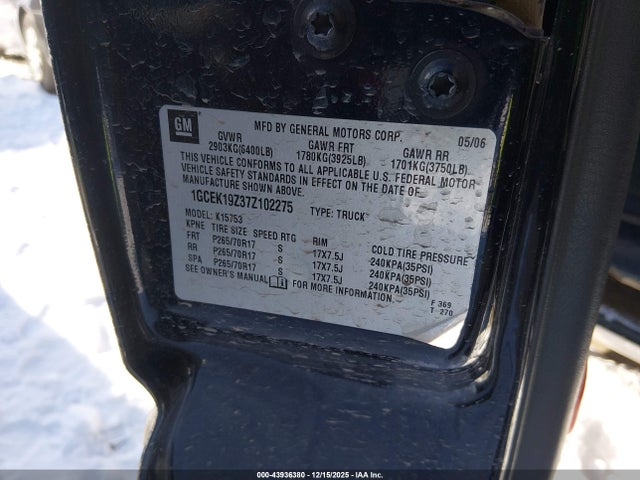 GM
MFD BY GENERAL MOTORS CORP. 05/06
GVWR GAWR FRT GAWR RR
2903KG(6400LB) 1780KG(3925LB) 1701KG(3750LB)
THIS VEHICLE CONFORMS TO ALL APPLICABLE U.S. FEDERAL MOTOR
VEHICLE SAFETY STANDARDS IN EFFECT ON THE DATE OF
MANUFACTURE SHOWN ABOVE.
1GCEK19Z37Z102275 TYPE: TRUCK
MODEL: K15753
KPNE TIRE SIZE SPEED RTG RIM COLD TIRE PRESSURE
FRT P265/70R17 S 17X7.5J 240KPA(35PSI)
RR P265/70R17 S 17X7.5J 240KPA(35PSI)
SPA P265/70R17 S 17X7.5J 240KPA(35PSI)
SEE OWNER'S MANUAL FOR MORE INFORMATION.
F 369
T 270
000-43936380 - 12/15/2025 - IAA Inc.